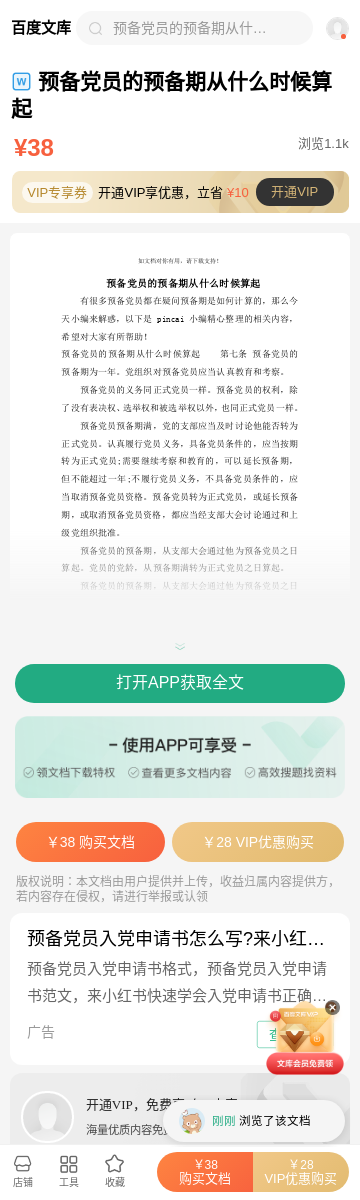 百度文库
预备党员的预备期从什…
W 预备党员的预备期从什么时候算
起
¥38
浏览1.1k
VIP专享券 开通VIP享优惠，立省 ¥10 开通VIP
如文档对你有用，请下载支持！
预备党员的预备期从什么时候算起
有很多预备党员都在疑问预备期是如何计算的，那么今
天小编来解惑，以下是 pincai 小编精心整理的相关内容，
希望对大家有所帮助！
预备党员的预备期从什么时候算起 第七条 预备党员的
预备期为一年。党组织对预备党员应当认真教育和考察。
预备党员的义务同正式党员一样。预备党员的权利，除
了没有表决权、选举权和被选举权以外，也同正式党员一样。
预备党员预备期满，党的支部应当及时讨论他能否转为
正式党员。认真履行党员义务，具备党员条件的，应当按期
转为正式党员;需要继续考察和教育的，可以延长预备期，
但不能超过一年;不履行党员义务，不具备党员条件的，应
当取消预备党员资格。预备党员转为正式党员，或延长预备
期，或取消预备党员资格，都应当经支部大会讨论通过和上
级党组织批准。
预备党员的预备期，从支部大会通过他为预备党员之日
算起。党员的党龄，从预备期满转为正式党员之日算起。
预备党员的预备期，从支部大会通过他为预备党员之日
打开APP获取全文
– 使用APP可享受 –
领文档下载特权 查看更多文档内容 高效搜题找资料
¥38 购买文档
¥28 VIP优惠购买
版权说明：本文档由用户提供并上传，收益归属内容提供方，
若内容存在侵权，请进行举报或认领
预备党员入党申请书怎么写?来小红…
预备党员入党申请书格式，预备党员入党申请
书范文，来小红书快速学会入党申请书正确…
广告
查
文库会员免费领
开通VIP，免费
海量优质内容免
刚刚 浏览了该文档
店铺
工具
收藏
¥38
购买文档
¥28
VIP优惠购买